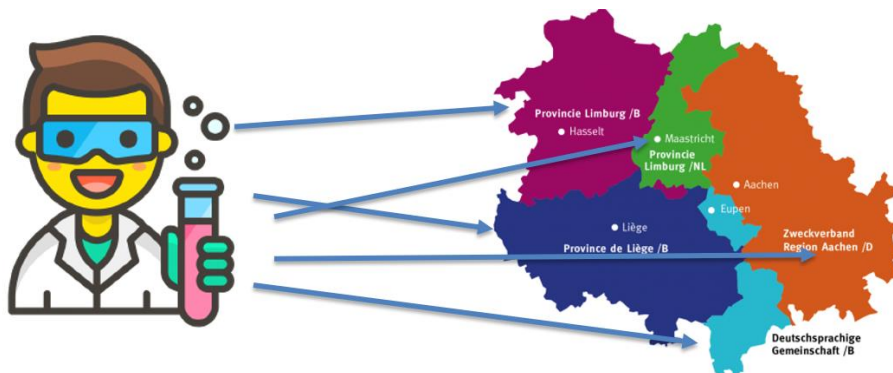 Provincie Limburg /B
Hasselt
Maastricht
Provincie
Limburg /NL
Aachen
Eupen
Liège
Province de Liège /B
Zweckverband
Region Aachen /D
Deutschsprachige
Gemeinschaft /B